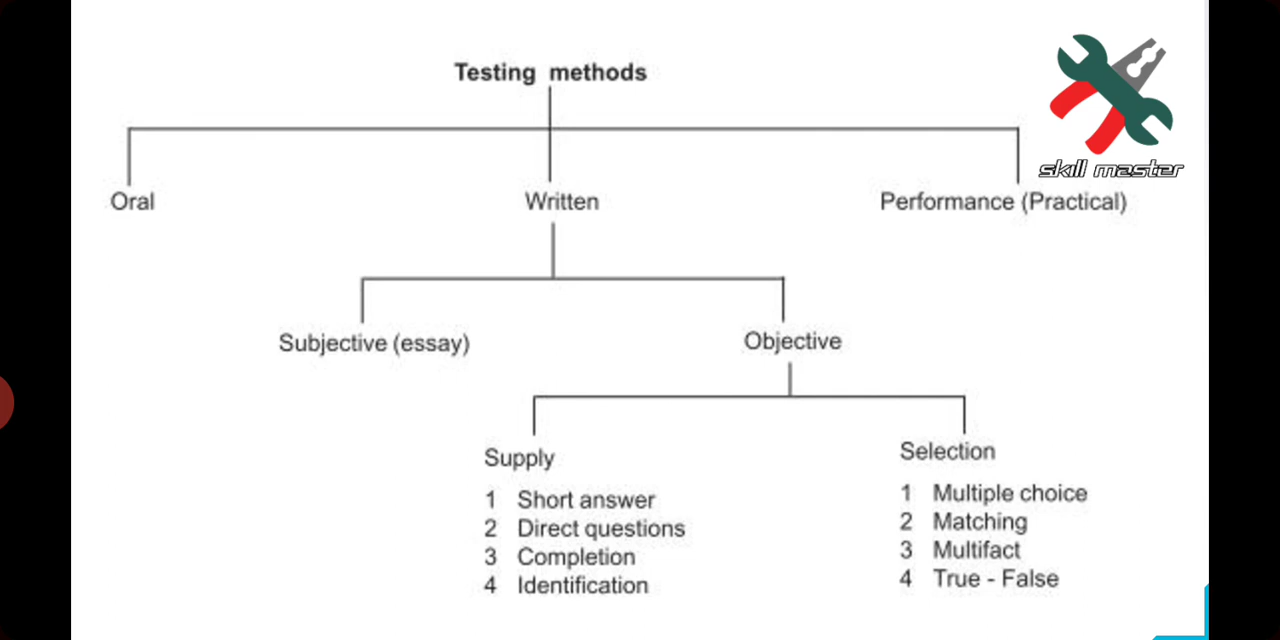 Testing methods
skill master
Oral
Written
Performance (Practical)
Subjective (essay)
Objective
Supply
1 Short answer
2 Direct questions
3 Completion
4 Identification
Selection
1 Multiple choice
2 Matching
3 Multifact
4 True - False